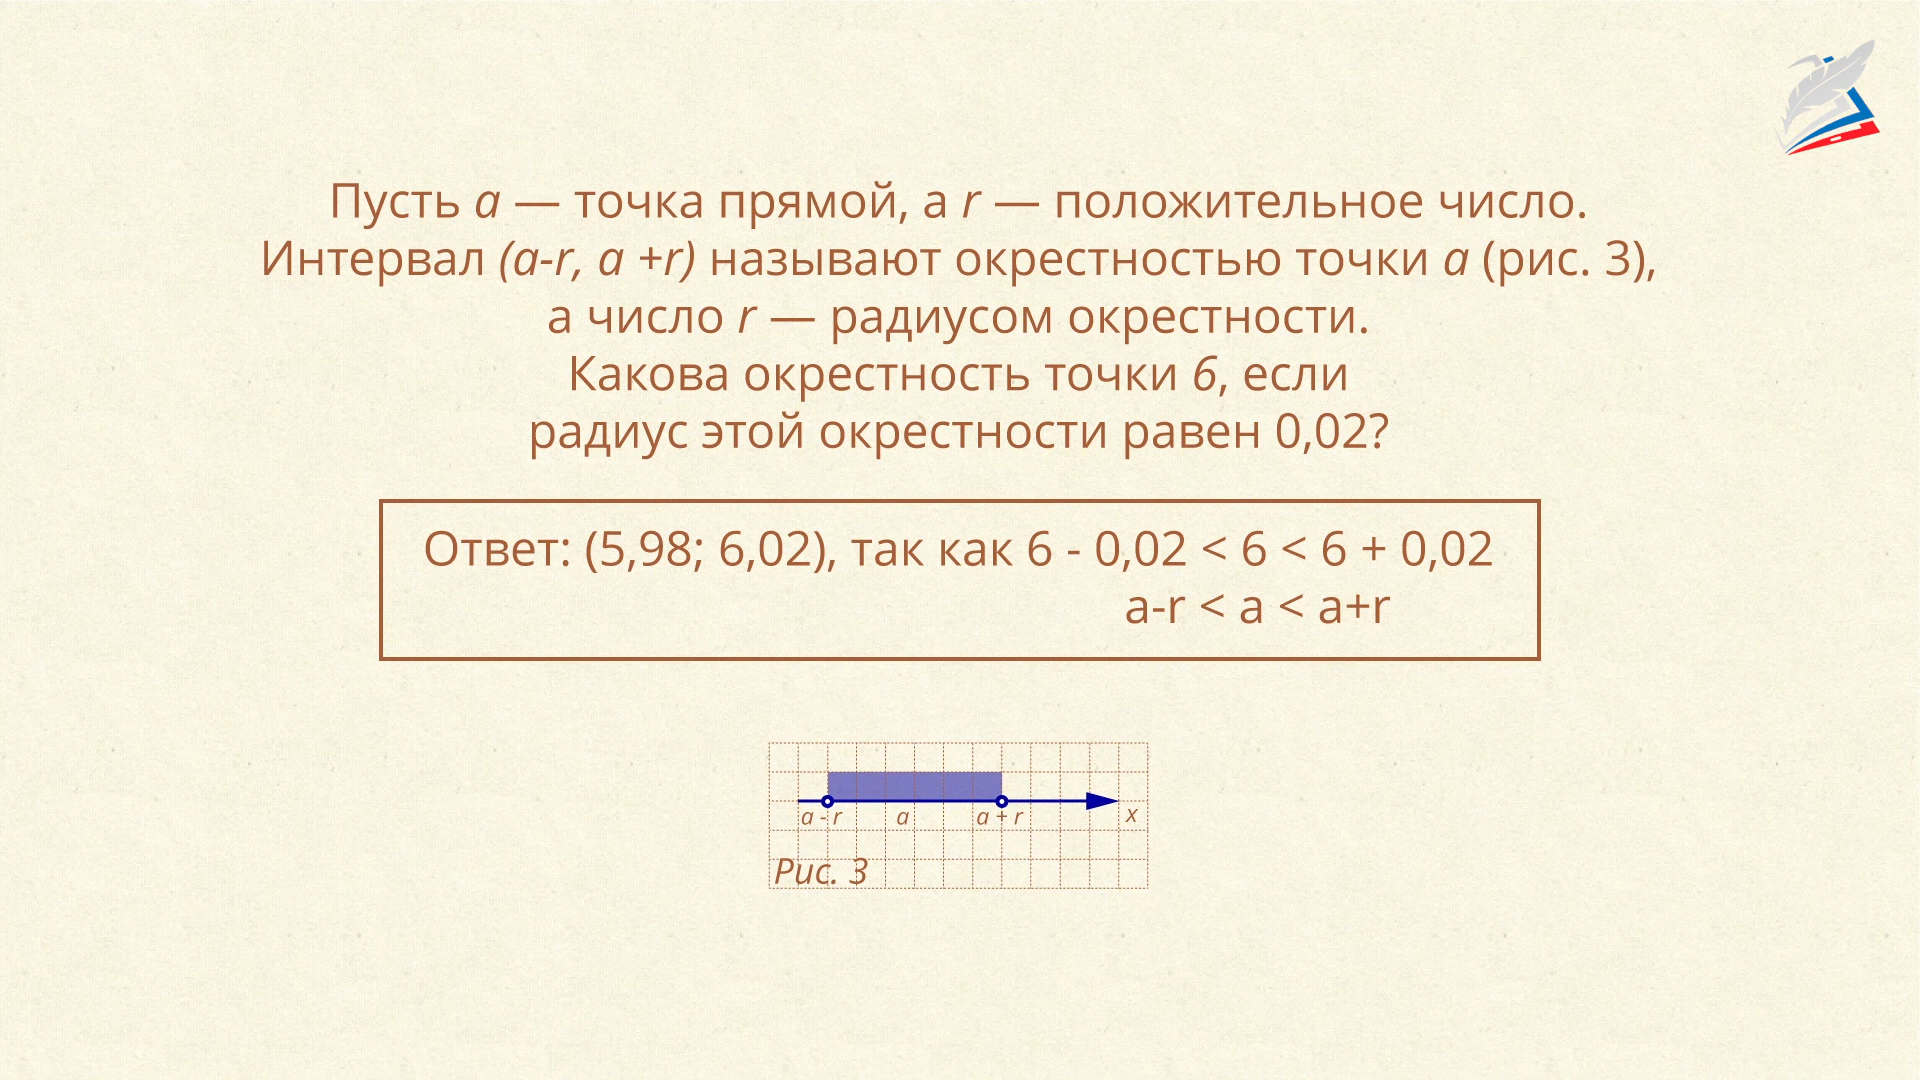 Пусть a — точка прямой, а r — положительное число.
Интервал (a-r, a +r) называют окрестностью точки a (рис. 3),
а число r — радиусом окрестности.
Какова окрестность точки 6, если
радиус этой окрестности равен 0,02?
Ответ: (5,98; 6,02), так как 6 - 0,02 < 6 < 6 + 0,02
a-r < a < a+r
a - r a a + r x
Рис. 3